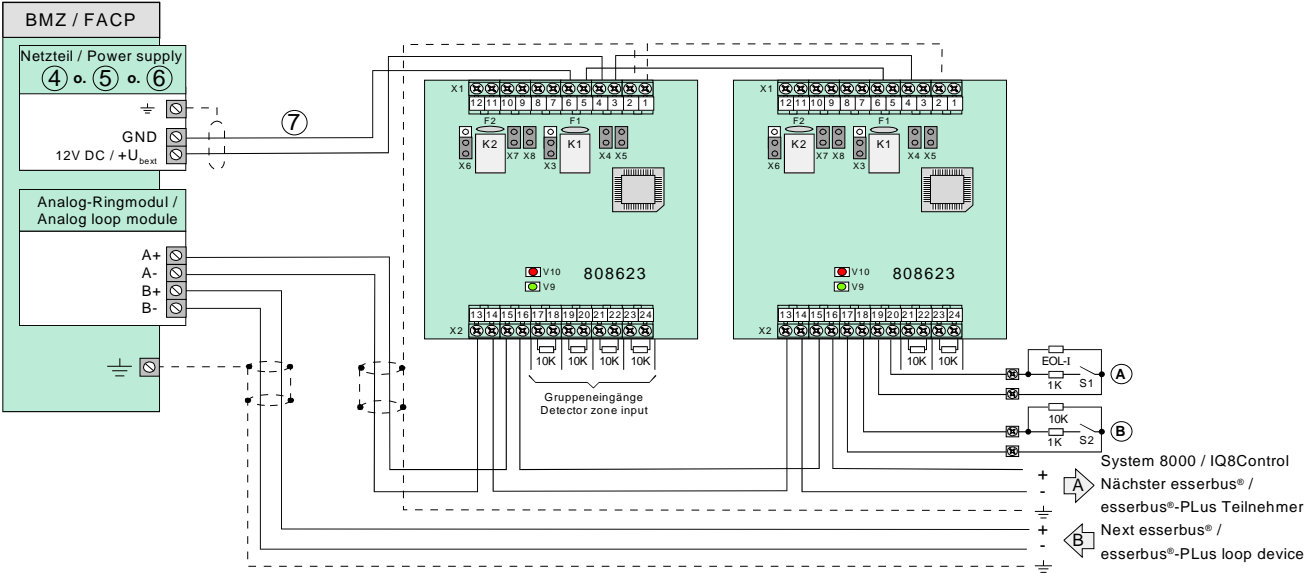 BMZ / FACP
Netzteil / Power supply
4 o. 5 o. 6
GND
12V DC / +Ubext
7
Analog-Ringmodul /
Analog loop module
A+
A-
B+
B-
X1
12 11 10 9 8 7 6 5 4 3 2 1
F2 F1
K2 K1
X6 X7 X8 X3 X4 X5
V10
V9
808623
13 14 15 16 17 18 19 20 21 22 23 24
X2
10K 10K 10K 10K
Gruppeneingänge
Detector zone input
X1
12 11 10 9 8 7 6 5 4 3 2 1
F2 F1
K2 K1
X6 X7 X8 X3 X4 X5
V10
V9
808623
13 14 15 16 17 18 19 20 21 22 23 24
X2
10K 10K
EOL-I
1K S1
A
10K
1K S2
B
System 8000 / IQ8Control
+
-
A
Nächster esserbus® /
esserbus®-PLus Teilnehmer
+
-
B
Next esserbus® /
esserbus®-PLus loop device